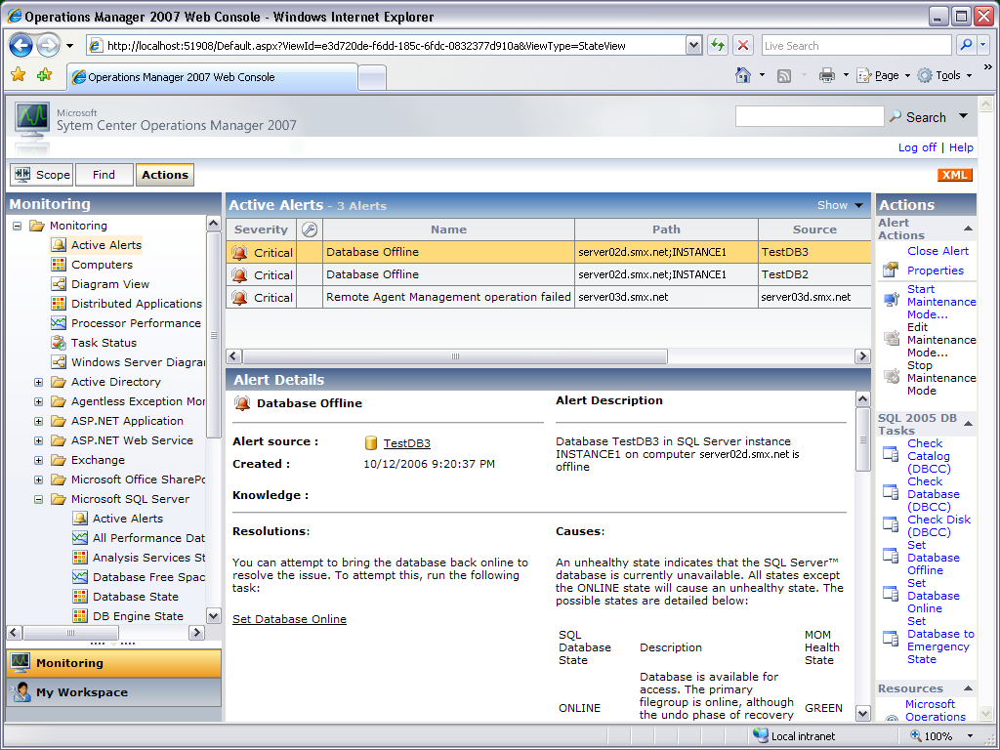 Operations Manager 2007 Web Console - Windows Internet Explorer
http://localhost:51908/Default.aspx?ViewId=e3d720de-f6dd-185c-6fdc-0832377d910a&ViewType=StateView
Live Search
Operations Manager 2007 Web Console
Page
Tools
Microsoft
Sytem Center Operations Manager 2007
Search
Log off | Help
Scope
Find
Actions
XML
Monitoring
Monitoring
Active Alerts
Computers
Diagram View
Distributed Applications
Processor Performance
Task Status
Windows Server Diagran
Active Directory
Agentless Exception Mor
ASP.NET Application
ASP.NET Web Service
Exchange
Microsoft Office SharePo
Microsoft SQL Server
Active Alerts
All Performance Dat
Analysis Services St
Database Free Spac
Database State
DB Engine State
Monitoring
My Workspace
Active Alerts - 3 Alerts
Show
Severity Name Path Source
Critical Database Offline server02d.smx.net;INSTANCE1 TestDB3
Critical Database Offline server02d.smx.net;INSTANCE1 TestDB2
Critical Remote Agent Management operation failed server03d.smx.net server03d.smx.net
Alert Details
Database Offline
Alert source : TestDB3
Created : 10/12/2006 9:20:37 PM
Knowledge :
Alert Description
Database TestDB3 in SQL Server instance
INSTANCE1 on computer server02d.smx.net is
offline
Resolutions:
You can attempt to bring the database back online to
resolve the issue. To attempt this, run the following
task:
Set Database Online
Causes:
An unhealthy state indicates that the SQL Server™
database is currently unavailable. All states except
the ONLINE state will cause an unhealthy state. The
possible states are detailed below:
SQL
Database
State
Description
MOM
Health
State
ONLINE
Database is available for
access. The primary
filegroup is online, although
the undo phase of recovery
GREEN
Actions
Alert
Actions
Close Alert
Properties
Start
Maintenance
Mode...
Edit
Maintenance
Mode...
Stop
Maintenance
Mode
SQL 2005 DB
Tasks
Check
Catalog
(DBCC)
Check
Database
(DBCC)
Check Disk
(DBCC)
Set
Database
Offline
Set
Database
Online
Set
Database to
Emergency
State
Resources
Microsoft
Operations
Local intranet
100%